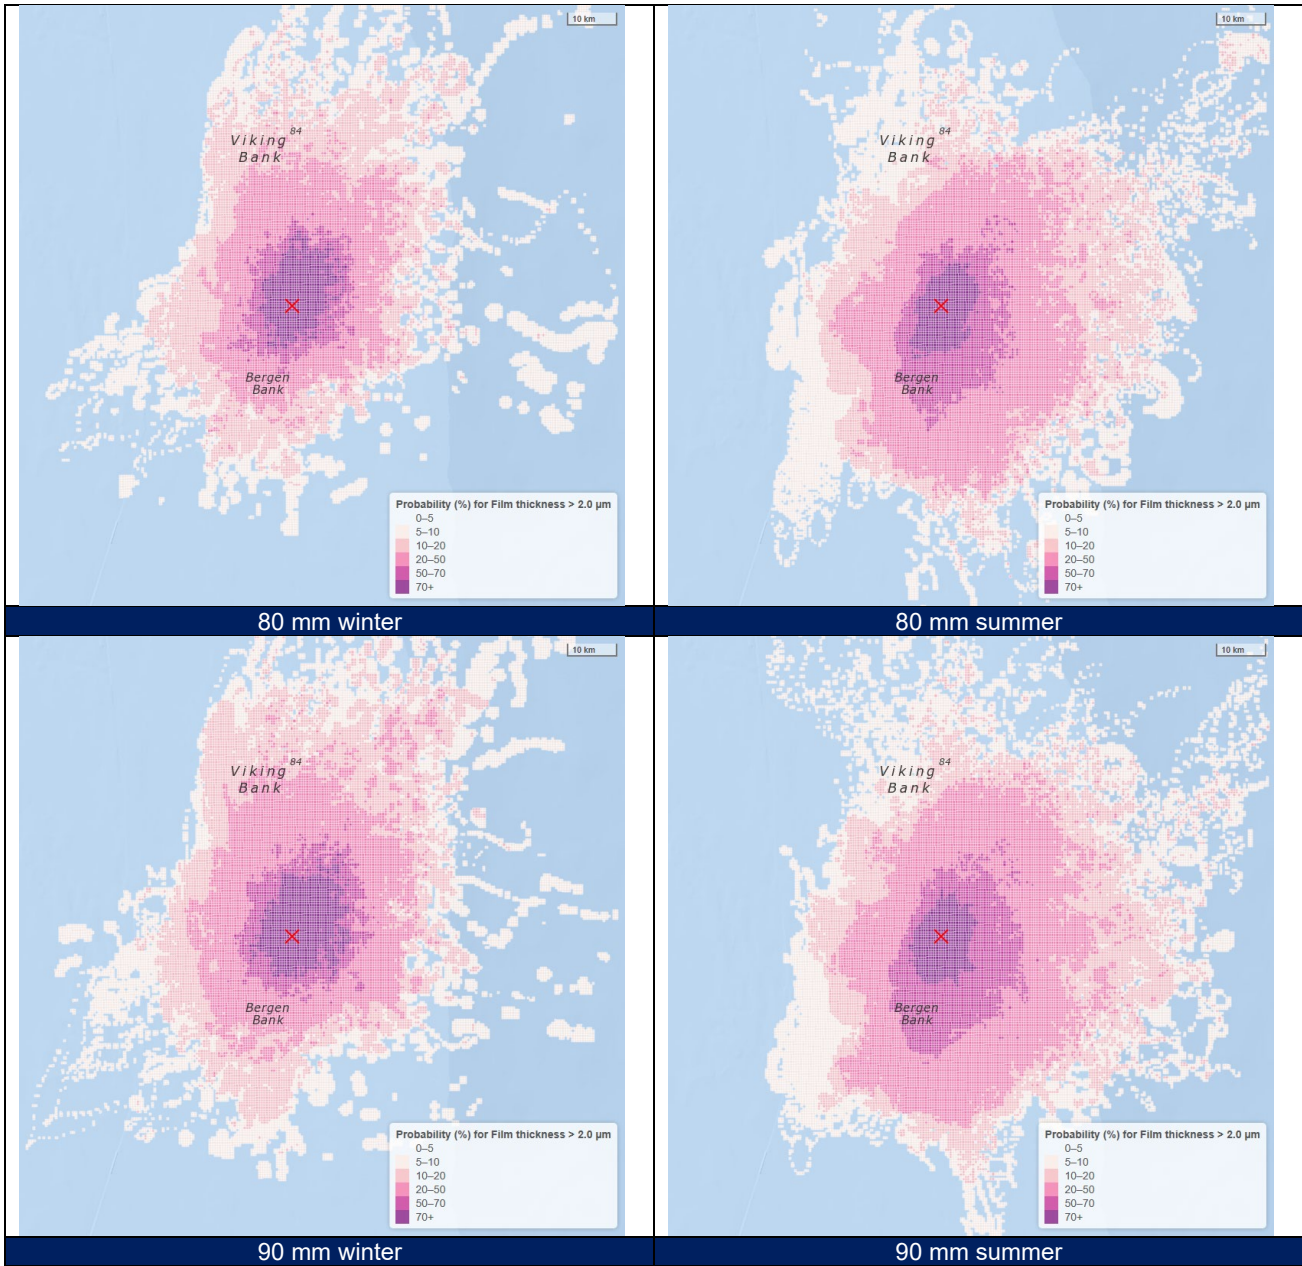 10 km
84
Viking
Bank
Bergen
Bank
Probability (%) for Film thickness > 2.0 µm
0–5
5–10
10–20
20–50
50–70
70+
80 mm winter
10 km
84
Viking
Bank
Bergen
Bank
Probability (%) for Film thickness > 2.0 µm
0–5
5–10
10–20
20–50
50–70
70+
80 mm summer
10 km
84
Viking
Bank
Bergen
Bank
Probability (%) for Film thickness > 2.0 µm
0–5
5–10
10–20
20–50
50–70
70+
90 mm winter
10 km
84
Viking
Bank
Bergen
Bank
Probability (%) for Film thickness > 2.0 µm
0–5
5–10
10–20
20–50
50–70
70+
90 mm summer